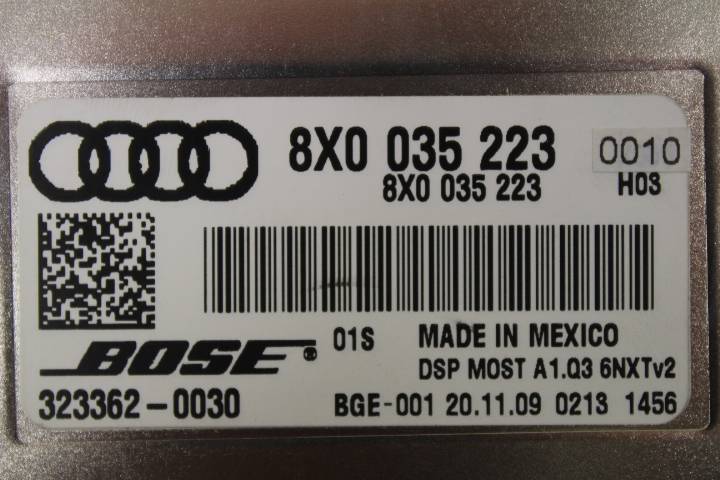 8X0 035 223 0010
8X0 035 223 H03
BOSE® 01S MADE IN MEXICO
DSP MOST A1.Q3 6NXTv2
323362-0030 BGE-001 20.11.09 0213 1456